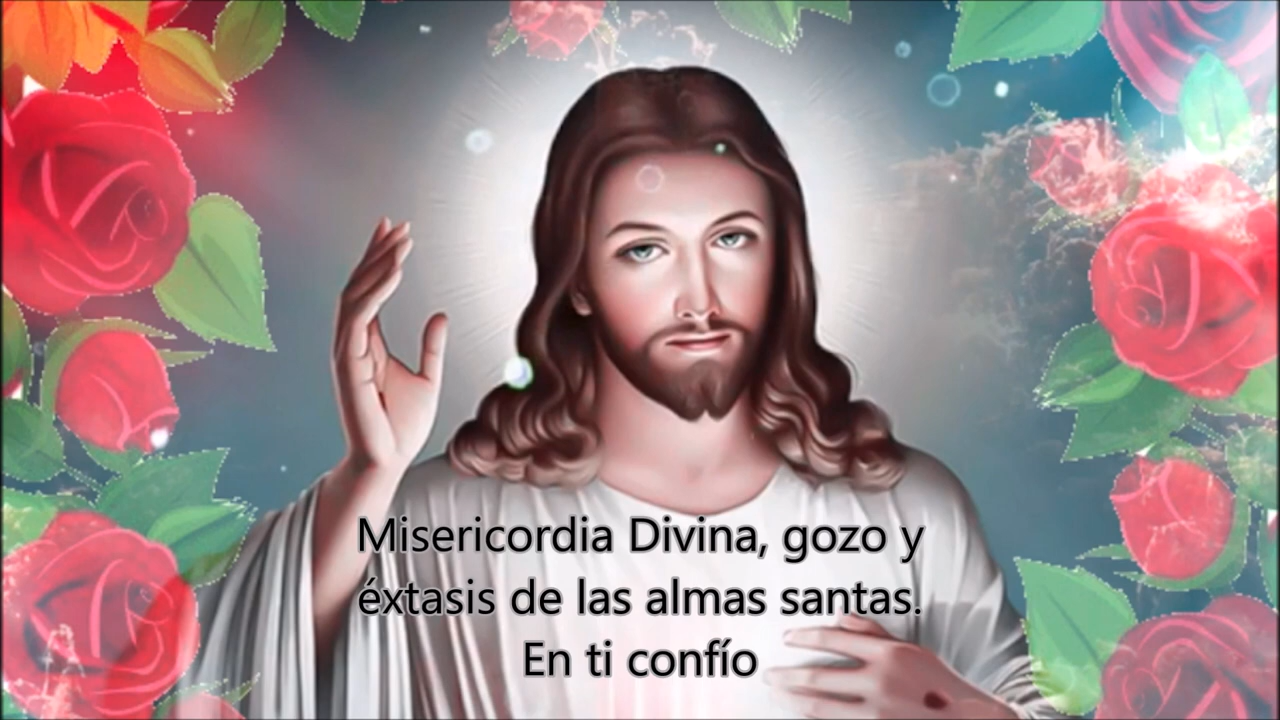 Misericordia Divina, gozo y
éxtasis de las almas santas.
En ti confío